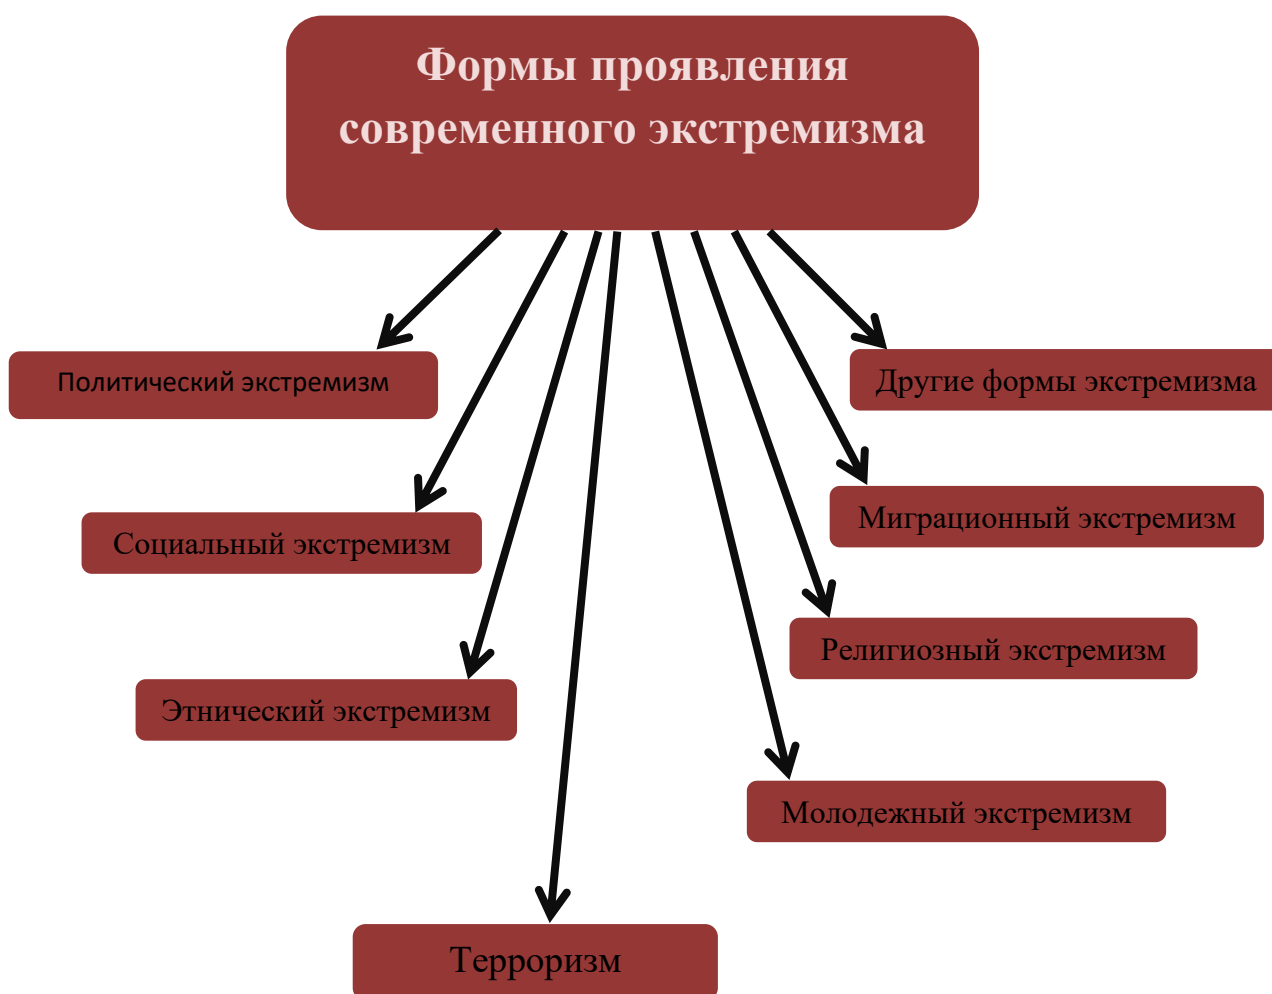 Формы проявления
современного экстремизма
Политический экстремизм
Другие формы экстремизма
Миграционный экстремизм
Социальный экстремизм
Религиозный экстремизм
Этнический экстремизм
Молодежный экстремизм
Терроризм